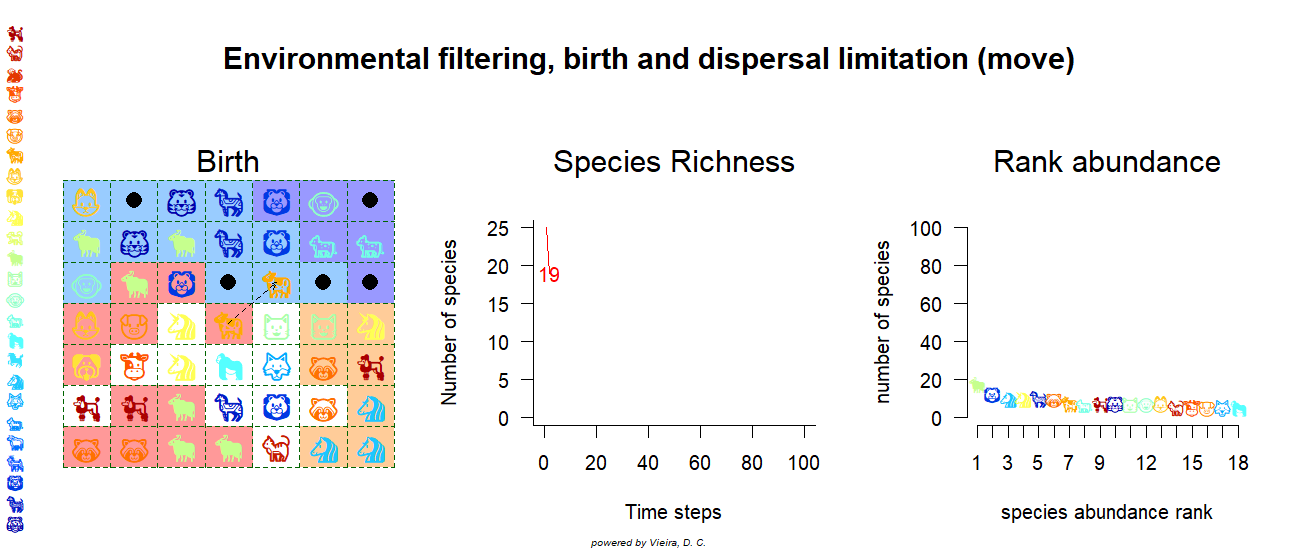 Environmental filtering, birth and dispersal limitation (move)
Birth
Species Richness
Rank abundance
Number of species
25
20
15
10
5
0
19
0 20 40 60 80 100
Time steps
number of species
100
80
60
40
20
0
1 3 5 7 9 12 15 18
species abundance rank
powered by Vieira, D. C.